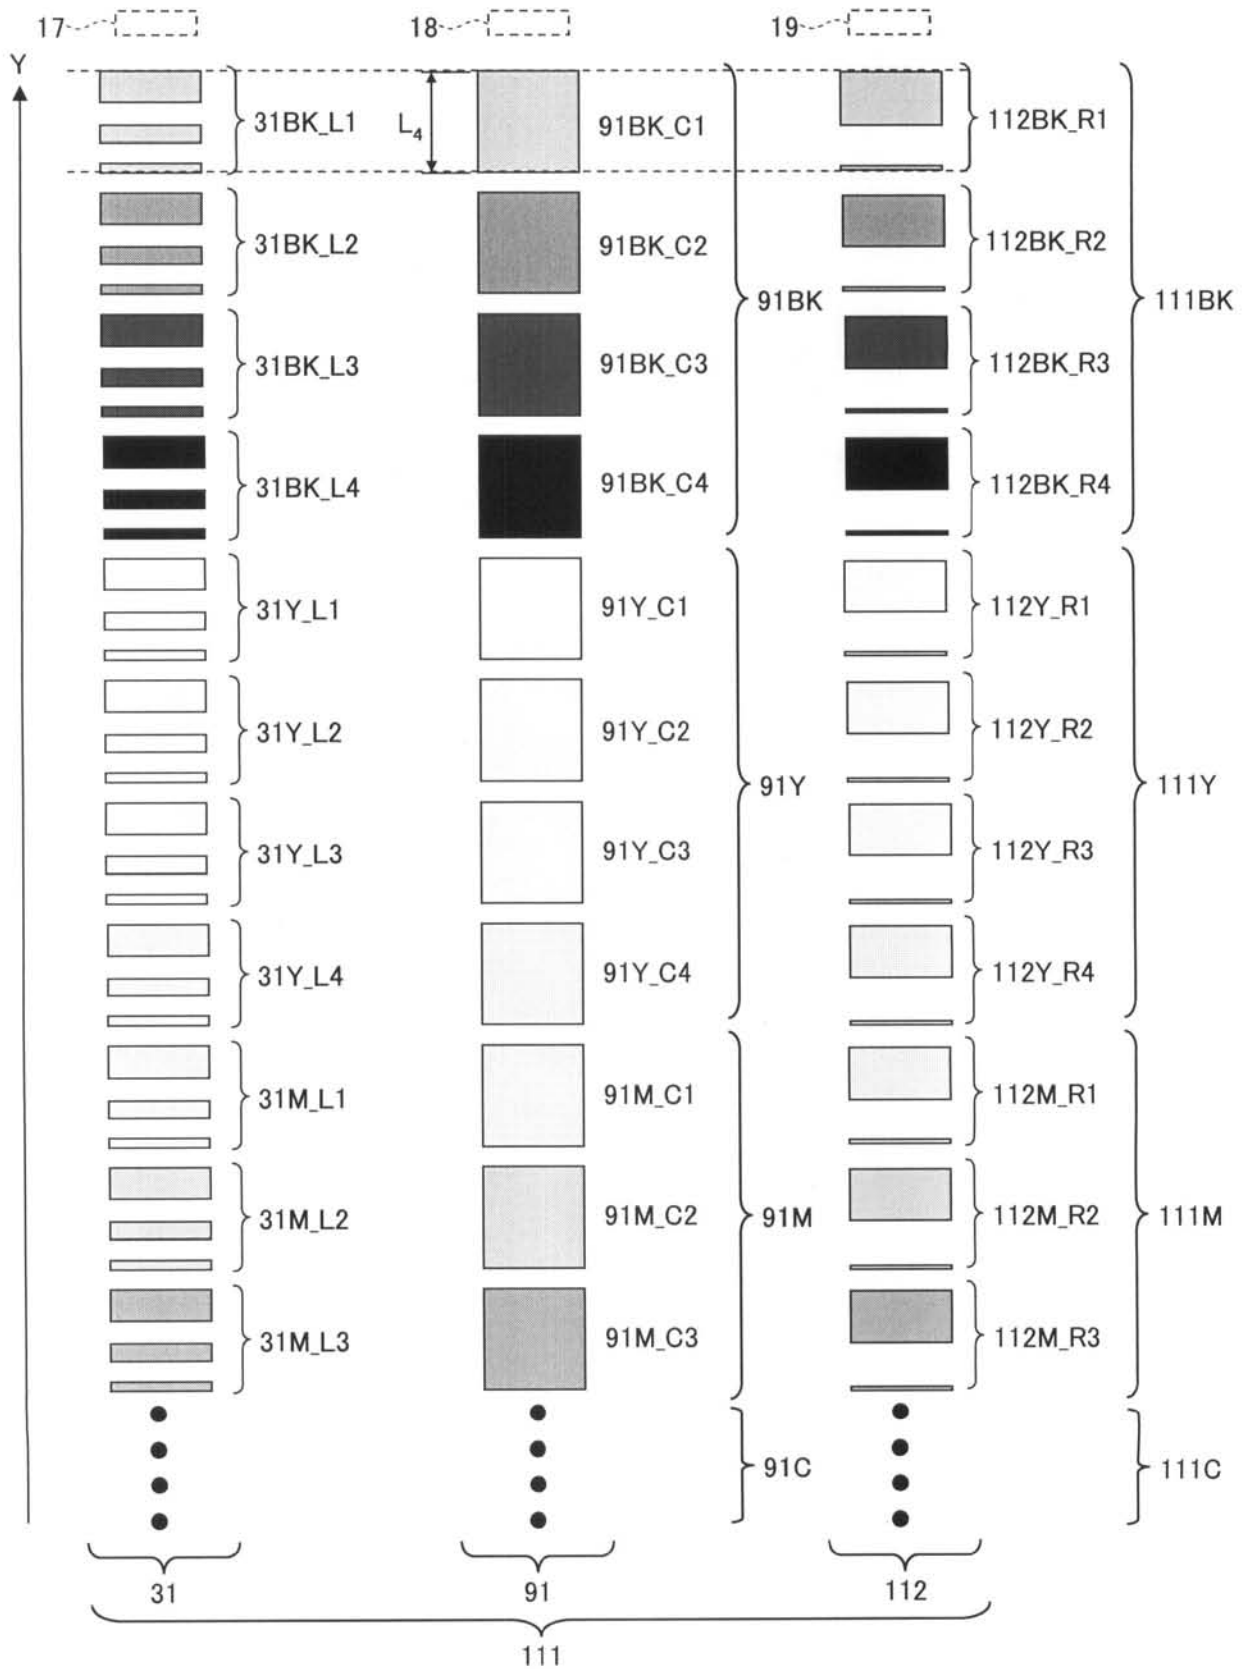 17 18 19
Y
31BK_L1 L4 91BK_C1 112BK_R1
31BK_L2 91BK_C2 112BK_R2
91BK 111BK
31BK_L3 91BK_C3 112BK_R3
31BK_L4 91BK_C4 112BK_R4
31Y_L1 91Y_C1 112Y_R1
31Y_L2 91Y_C2 112Y_R2
91Y 111Y
31Y_L3 91Y_C3 112Y_R3
31Y_L4 91Y_C4 112Y_R4
31M_L1 91M_C1 112M_R1
31M_L2 91M_C2 91M 112M_R2 111M
31M_L3 91M_C3 112M_R3
91C 111C
31 91 112
111